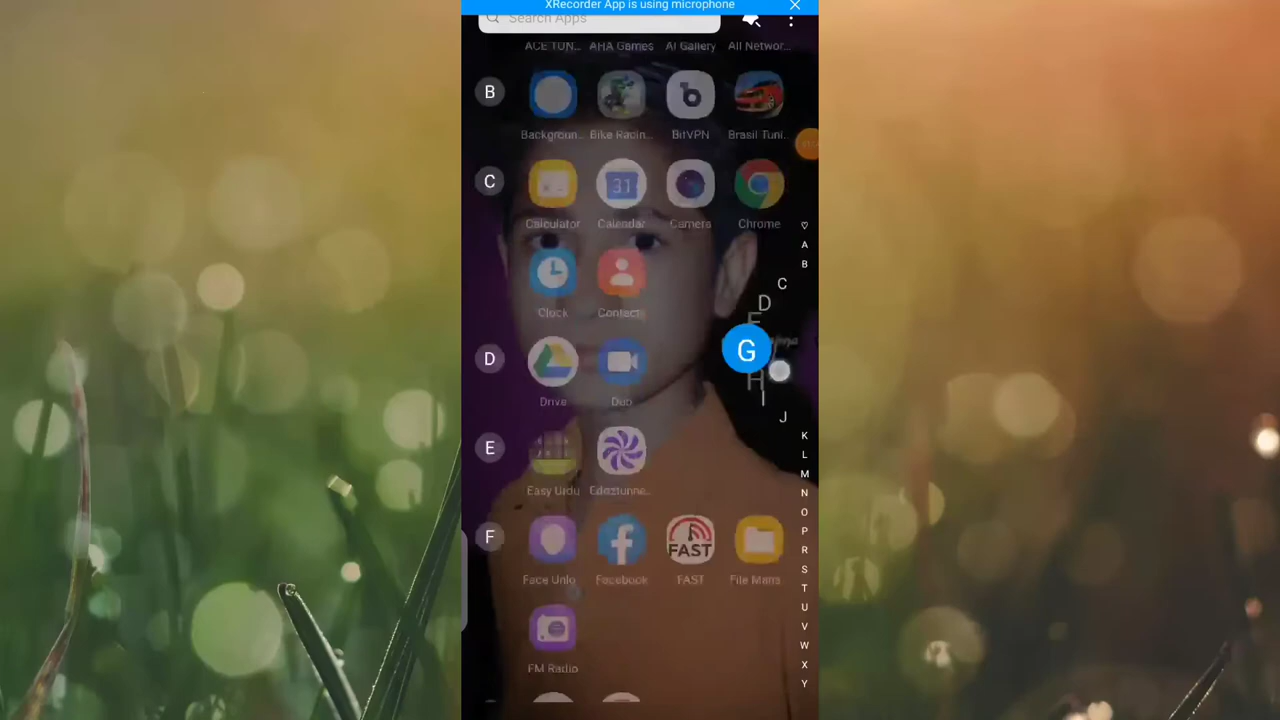 XRecorder App is using microphone
Search Apps
ACE TUN... AHA Games AI Gallery All Networ...
B
Backgroun... Bike Racin... BitVPN Brasil Tuni...
C
31
Calculator Calendar Camera Chrome
Clock Contacts
D
Drive Duo
E
Easy Urdu Edoztunne...
F
FAST
Face Unlo... Facebook FAST File Mana...
FM Radio
A
B
C
D
E
G
H
I
J
K
L
M
N
O
P
R
S
T
U
V
W
X
Y